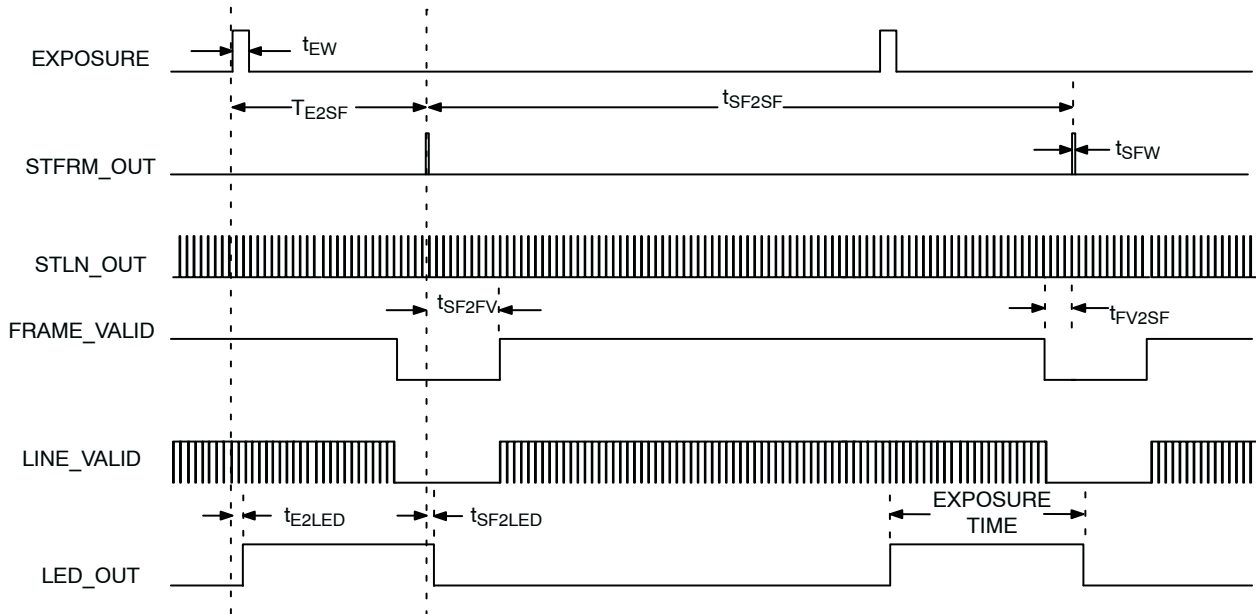 EXPOSURE
tEW
TE2SF
tSF2SF
STFRM_OUT
tSFW
STLN_OUT
tSF2FV
FRAME_VALID
tFV2SF
LINE_VALID
tE2LED
tSF2LED
EXPOSURE
TIME
LED_OUT